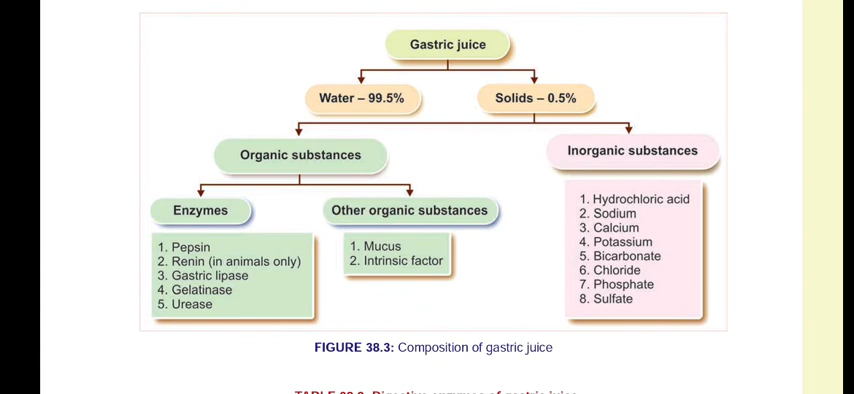 Gastric juice
Water – 99.5%
Solids – 0.5%
Organic substances
Inorganic substances
Enzymes
Other organic substances
1. Pepsin
2. Renin (in animals only)
3. Gastric lipase
4. Gelatinase
5. Urease
1. Mucus
2. Intrinsic factor
1. Hydrochloric acid
2. Sodium
3. Calcium
4. Potassium
5. Bicarbonate
6. Chloride
7. Phosphate
8. Sulfate
FIGURE 38.3: Composition of gastric juice